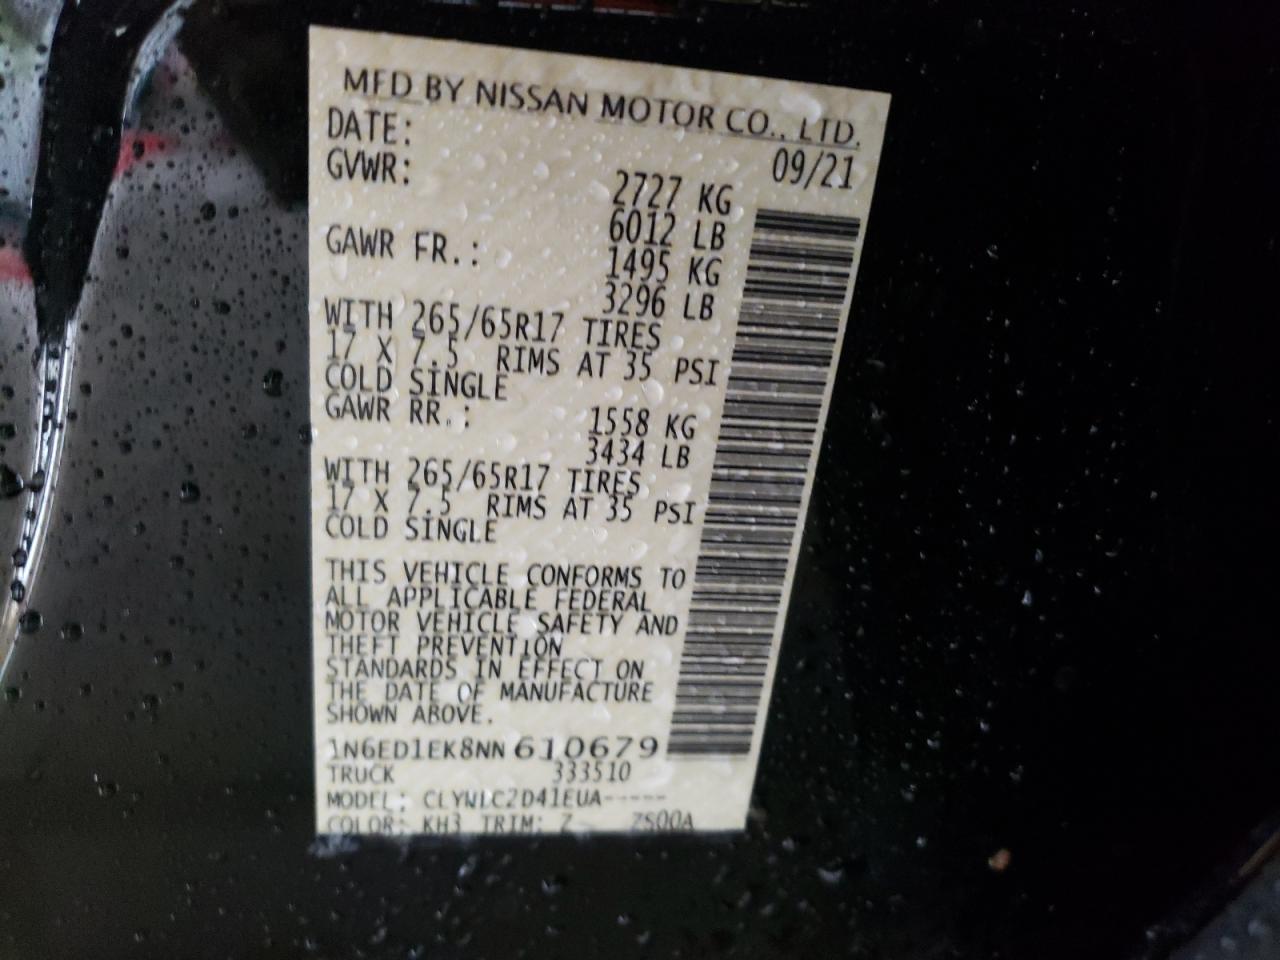 MFD BY NISSAN MOTOR CO., LTD.
DATE: 09/21
GVWR: 2727 KG
6012 LB
GAWR FR.: 1495 KG
3296 LB
WITH 265/65R17 TIRES
17 X 7.5 RIMS AT 35 PSI
COLD SINGLE
GAWR RR.: 1558 KG
3434 LB
WITH 265/65R17 TIRES
17 X 7.5 RIMS AT 35 PSI
COLD SINGLE
THIS VEHICLE CONFORMS TO
ALL APPLICABLE FEDERAL
MOTOR VEHICLE SAFETY AND
THEFT PREVENTION
STANDARDS IN EFFECT ON
THE DATE OF MANUFACTURE
SHOWN ABOVE.
1N6ED1EK8NN 610679
TRUCK 333510
MODEL: CLYWLC2D41EUA-----
COLOR: KH3 TRIM: Z ZS00A